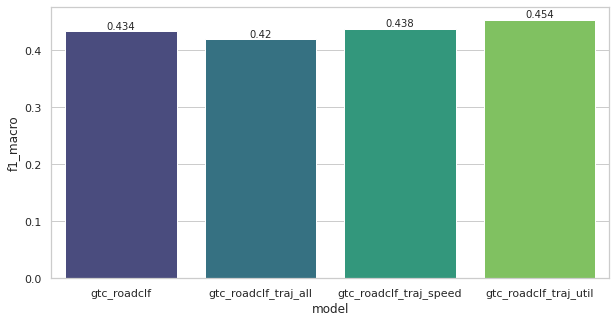 0.434
0.42
0.438
0.454
0.4
0.3
0.2
0.1
0.0
f1_macro
gtc_roadclf
gtc_roadclf_traj_all
gtc_roadclf_traj_speed
gtc_roadclf_traj_util
model